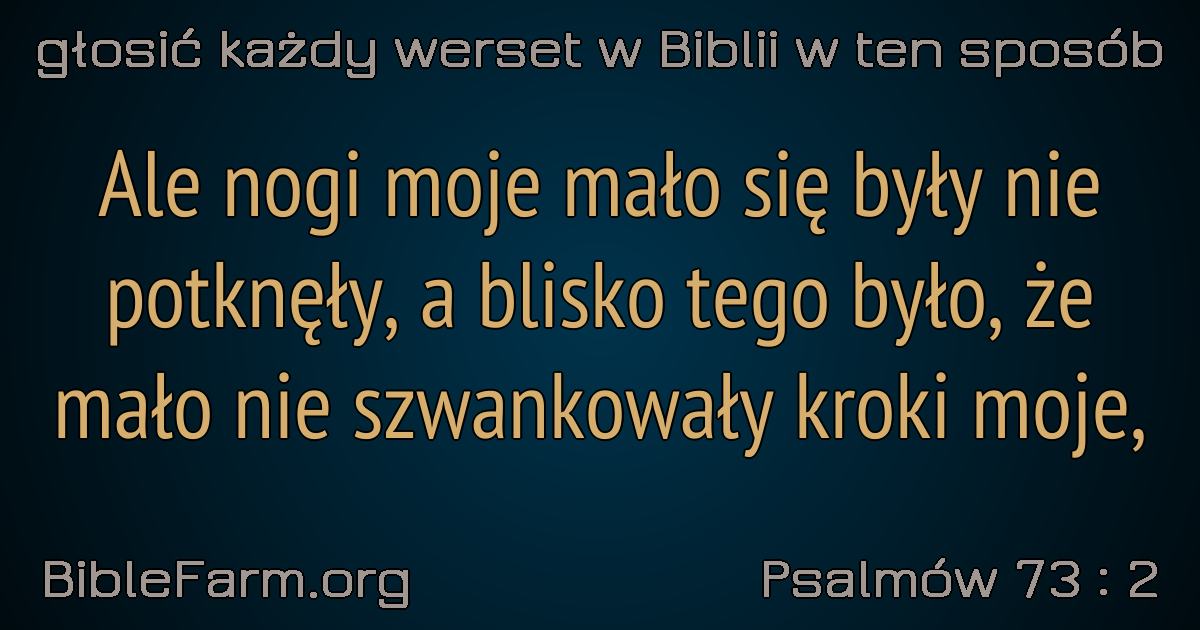 głosić każdy werset w Biblii w ten sposób
Ale nogi moje mało się były nie
potknęły, a blisko tego było, że
mało nie szwankowały kroki moje,
BibleFarm.org
Psalmów 73 : 2